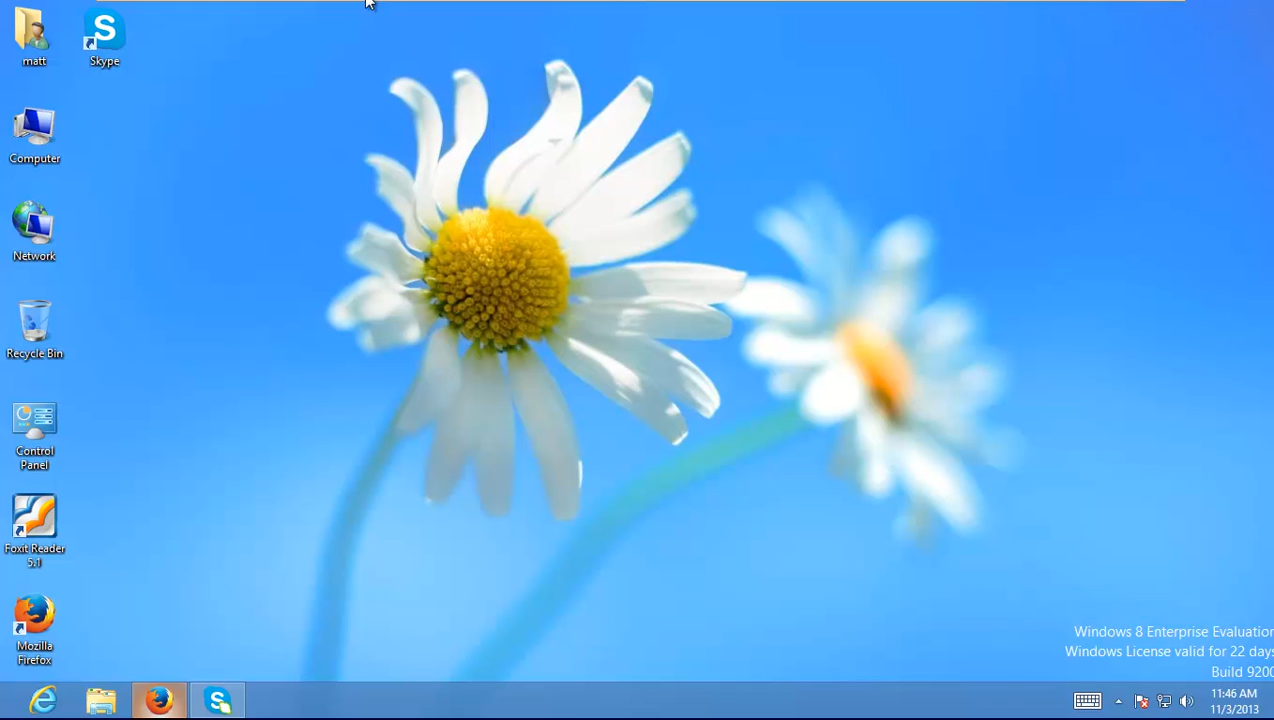 matt
Skype
Computer
Network
Recycle Bin
Control
Panel
Foxit Reader
5.1
Mozilla
Firefox
Windows 8 Enterprise Evaluation
Windows License valid for 22 days
Build 9200
11:46 AM
11/3/2013